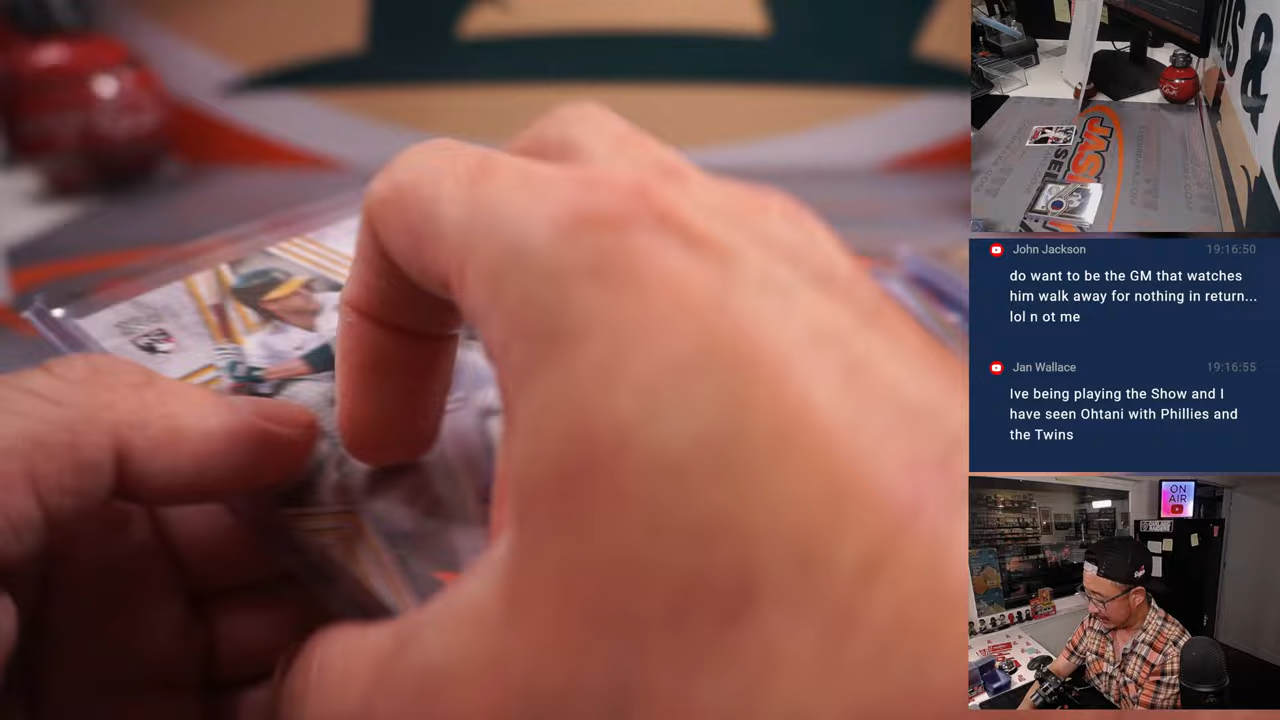 John Jackson 19:16:50
do want to be the GM that watches
him walk away for nothing in return...
lol n ot me
Jan Wallace 19:16:55
Ive being playing the Show and I
have seen Ohtani with Phillies and
the Twins
ON
AIR
JAS
&